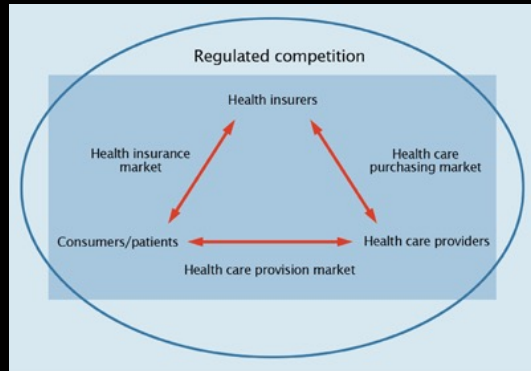 Regulated competition
Health insurers
Health insurance
market
Health care
purchasing market
Consumers/patients
Health care providers
Health care provision market